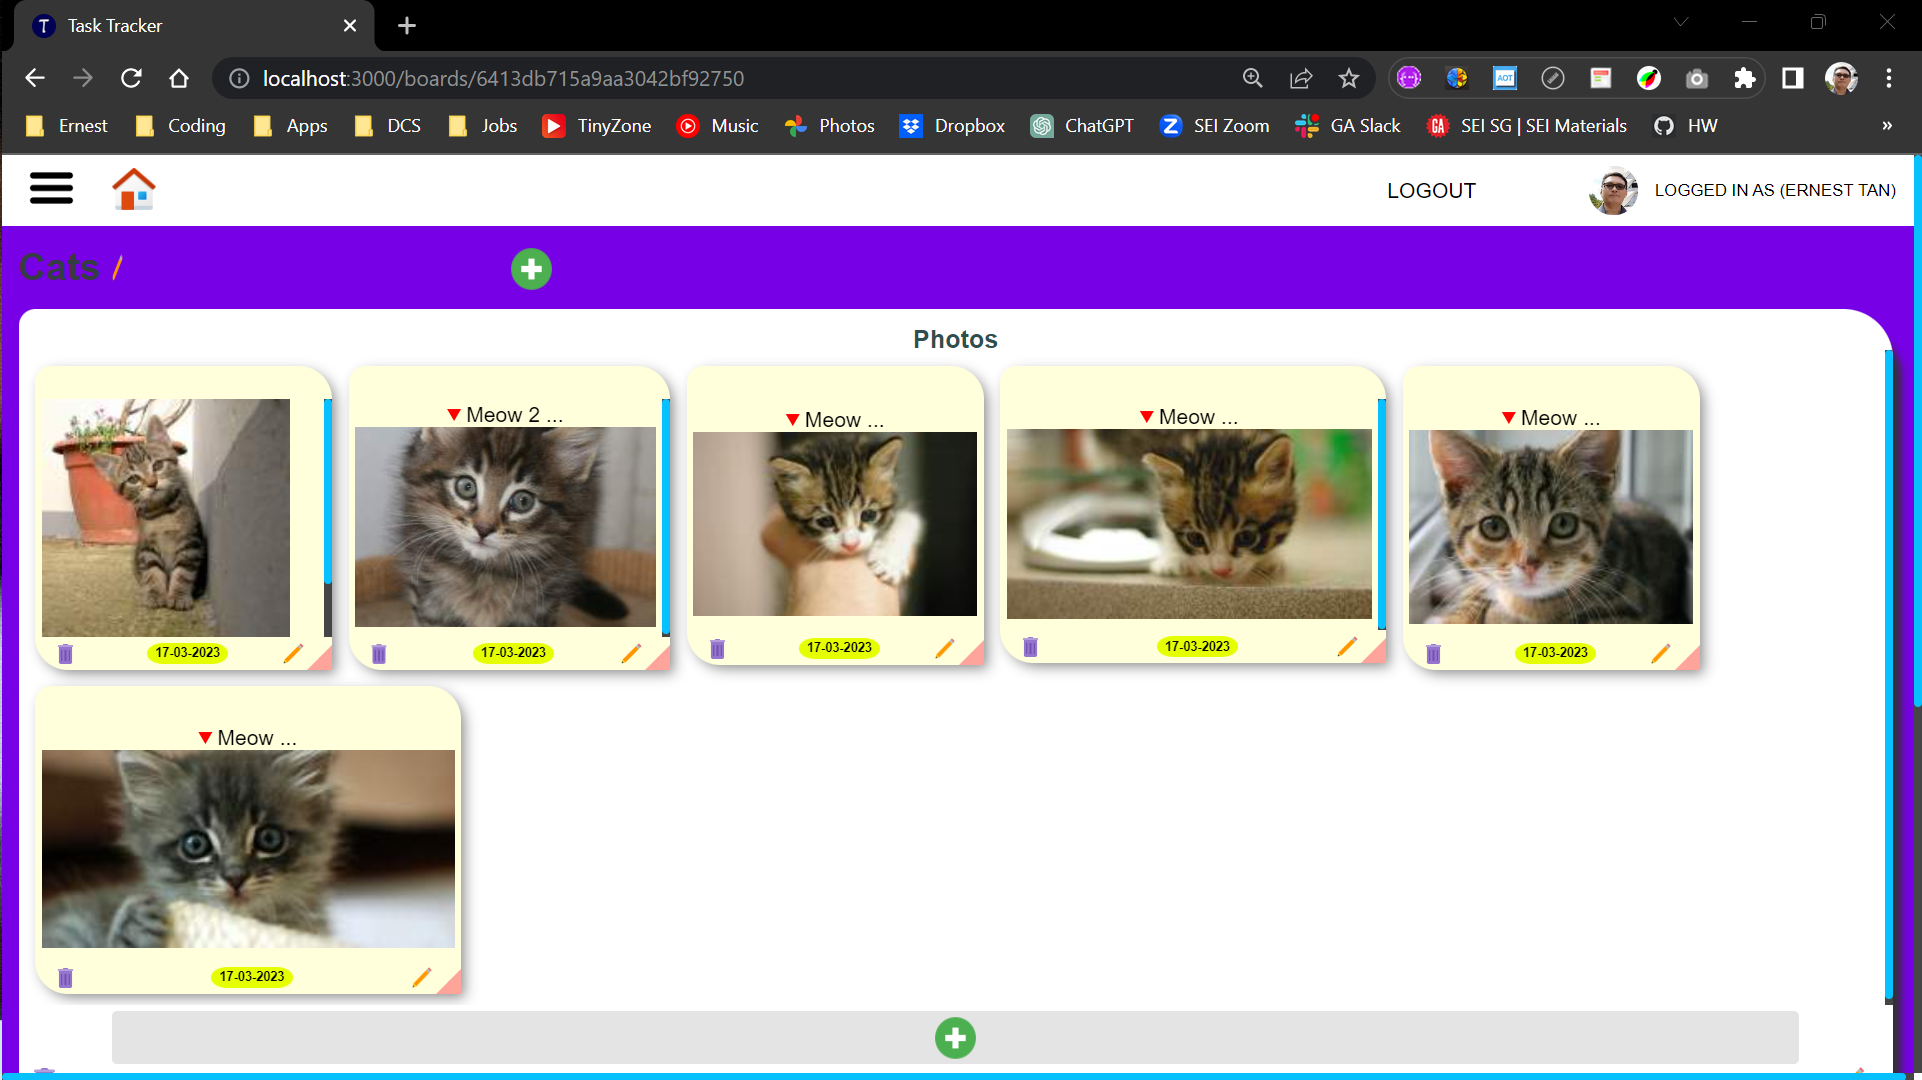 Task Tracker
localhost:3000/boards/6413db715a9aa3042bf92750
AOT
Ernest Coding Apps DCS Jobs TinyZone Music Photos Dropbox ChatGPT SEI Zoom GA Slack GA SEI SG | SEI Materials HW »
LOGOUT LOGGED IN AS (ERNEST TAN)
Cats
Photos
Meow 2 ...
Meow ...
Meow ...
Meow ...
17-03-2023
17-03-2023
17-03-2023
17-03-2023
17-03-2023
Meow ...
17-03-2023